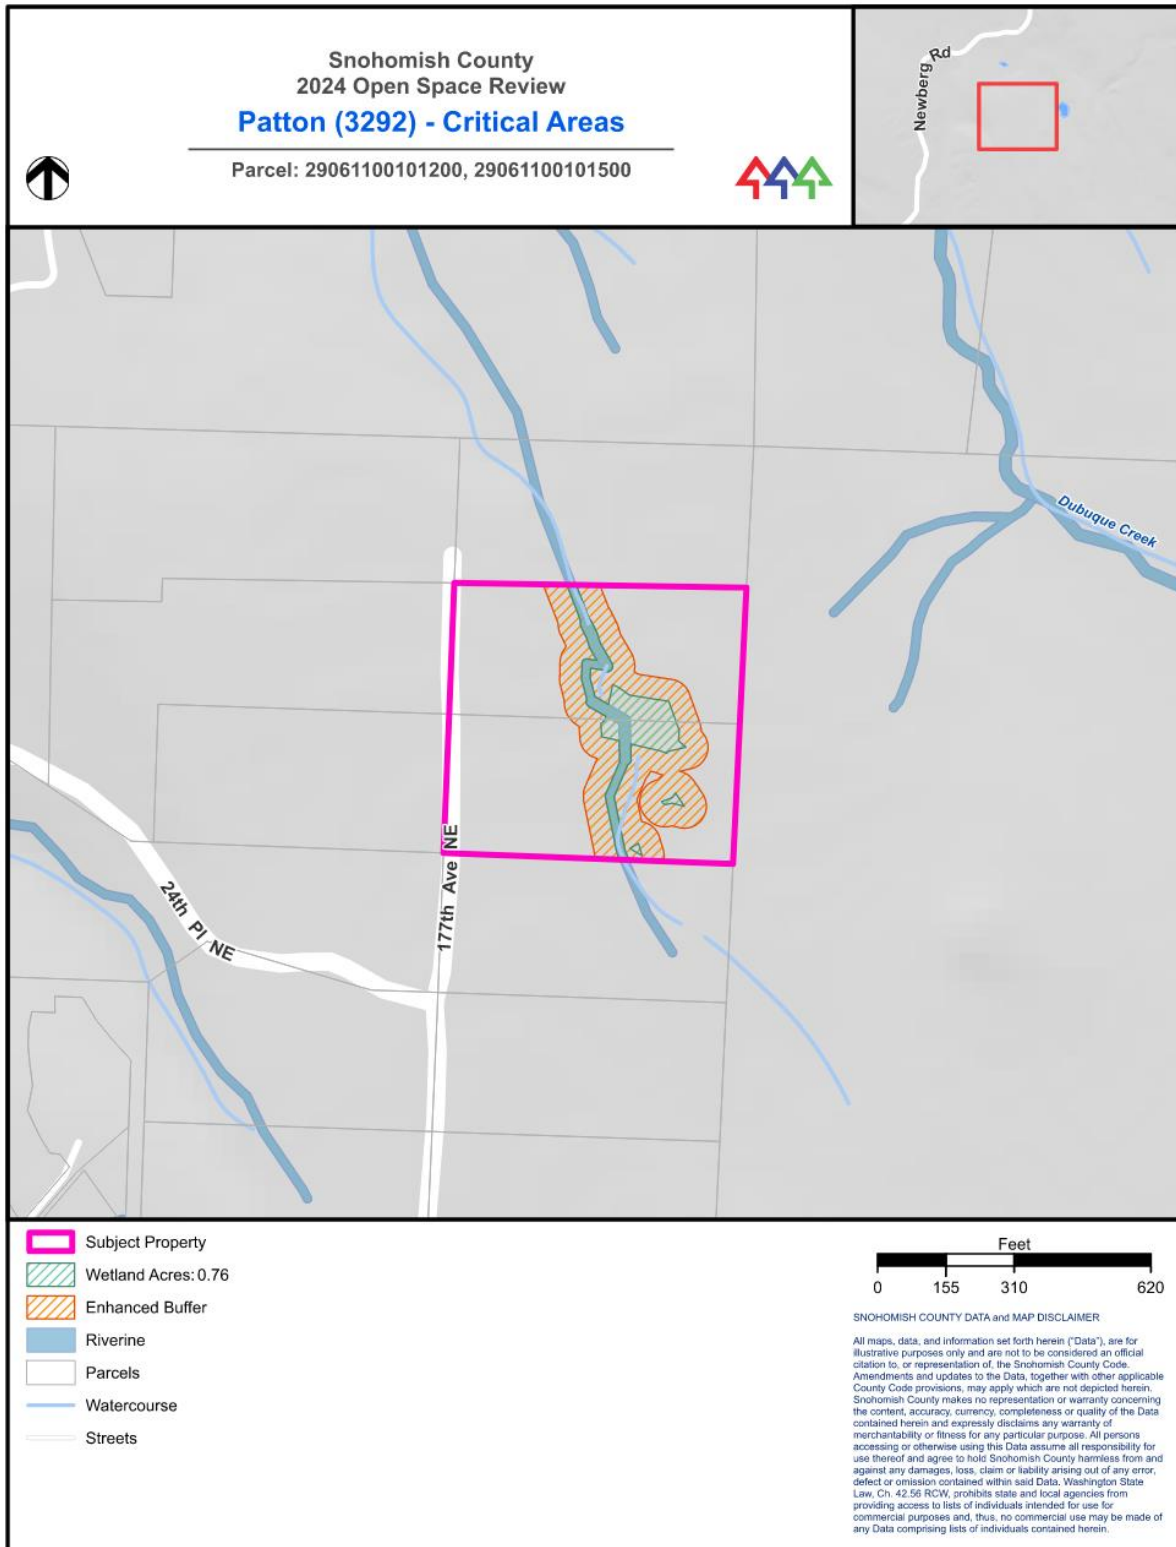 Snohomish County
2024 Open Space Review
Patton (3292) - Critical Areas
Parcel: 29061100101200, 29061100101500
Newberg Rd
Dubuque Creek
24th Pl NE
177th Ave NE
Subject Property
Wetland Acres: 0.76
Enhanced Buffer
Riverine
Parcels
Watercourse
Streets
Feet
0 155 310 620
SNOHOMISH COUNTY DATA and MAP DISCLAIMER
All maps, data, and information set forth herein ("Data"), are for
illustrative purposes only and are not to be considered an official
citation to, or representation of, the Snohomish County Code.
Amendments and updates to the Data, together with other applicable
County Code provisions, may apply which are not depicted herein.
Snohomish County makes no representation or warranty concerning
the content, accuracy, currency, completeness or quality of the Data
contained herein and expressly disclaims any warranty of
merchantability or fitness for any particular purpose. All persons
accessing or otherwise using this Data assume all responsibility for
use thereof and agree to hold Snohomish County harmless from and
against any damages, loss, claim or liability arising out of any error,
defect or omission contained within said Data. Washington State
Law, Ch. 42.56 RCW, prohibits state and local agencies from
providing access to lists of individuals intended for use for
commercial purposes and, thus, no commercial use may be made of
any Data comprising lists of individuals contained herein.